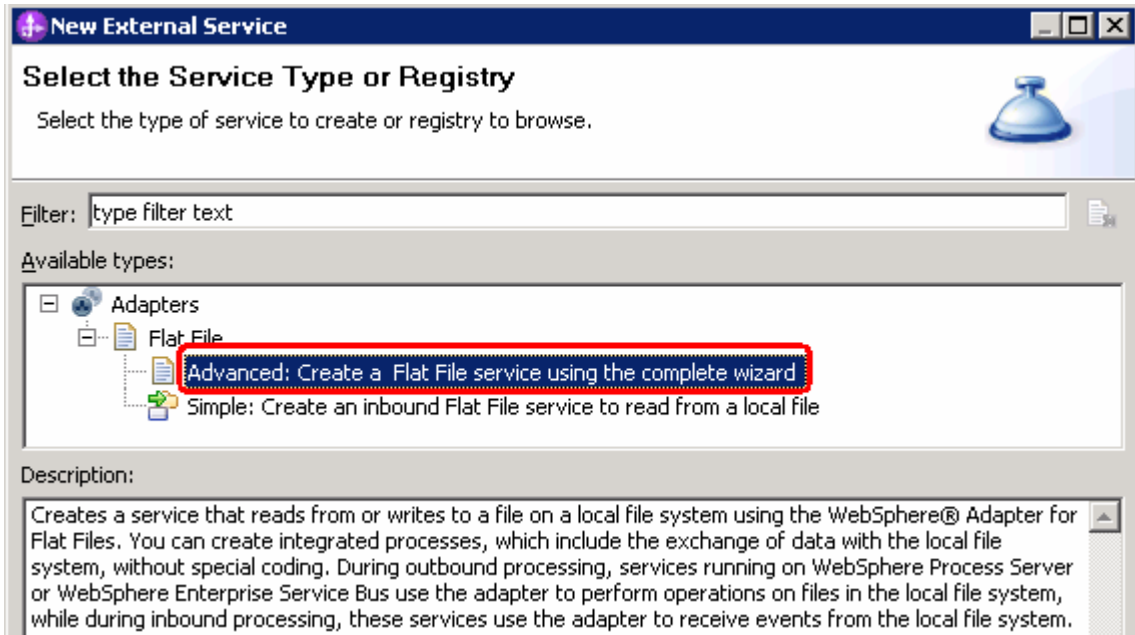 New External Service
Select the Service Type or Registry
Select the type of service to create or registry to browse.
Filter: type filter text
Available types:
Adapters
Flat File
Advanced: Create a Flat File service using the complete wizard
Simple: Create an inbound Flat File service to read from a local file
Description:
Creates a service that reads from or writes to a file on a local file system using the WebSphere® Adapter for
Flat Files. You can create integrated processes, which include the exchange of data with the local file
system, without special coding. During outbound processing, services running on WebSphere Process Server
or WebSphere Enterprise Service Bus use the adapter to perform operations on files in the local file system,
while during inbound processing, these services use the adapter to receive events from the local file system.